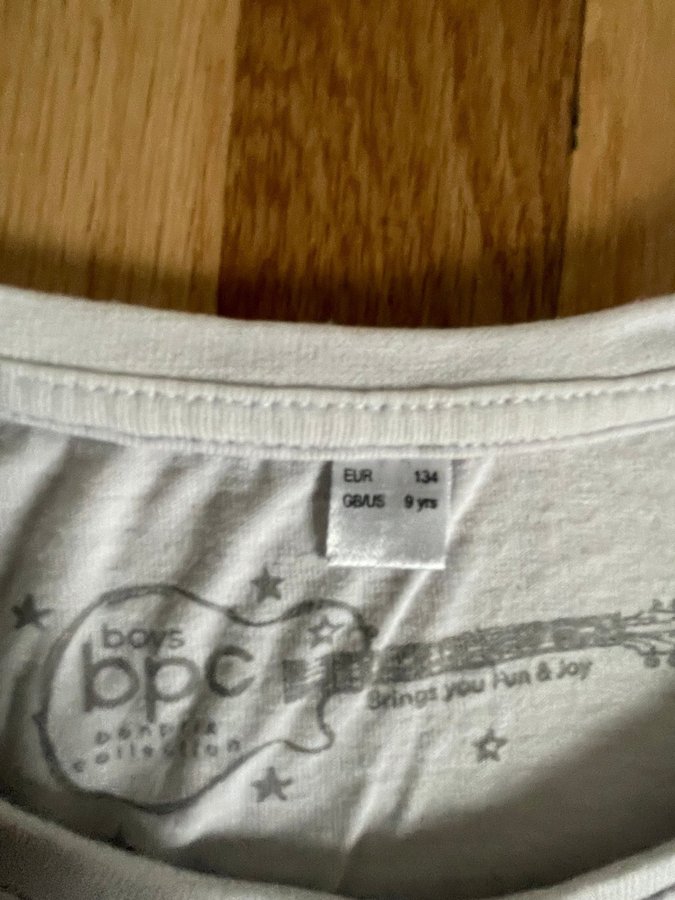 EUR 134
GB/US 9 yrs
boys
bpc
bonprix
collection
Brings you Fun & Joy